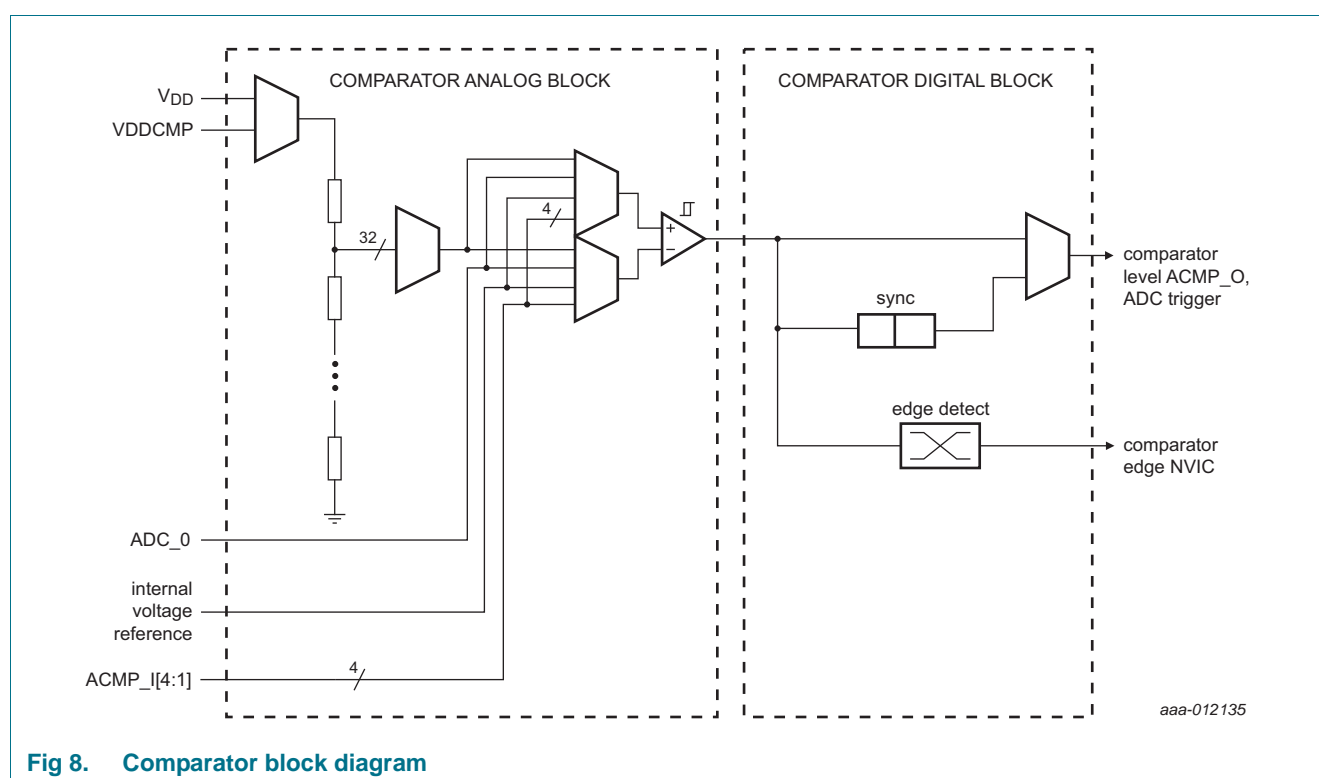 COMPARATOR ANALOG BLOCK
COMPARATOR DIGITAL BLOCK
VDD
VDDCMP
32
4
+
−
sync
comparator
level ACMP_O,
ADC trigger
edge detect
comparator
edge NVIC
ADC_0
internal
voltage
reference
ACMP_I[4:1]
4
aaa-012135
Fig 8. Comparator block diagram